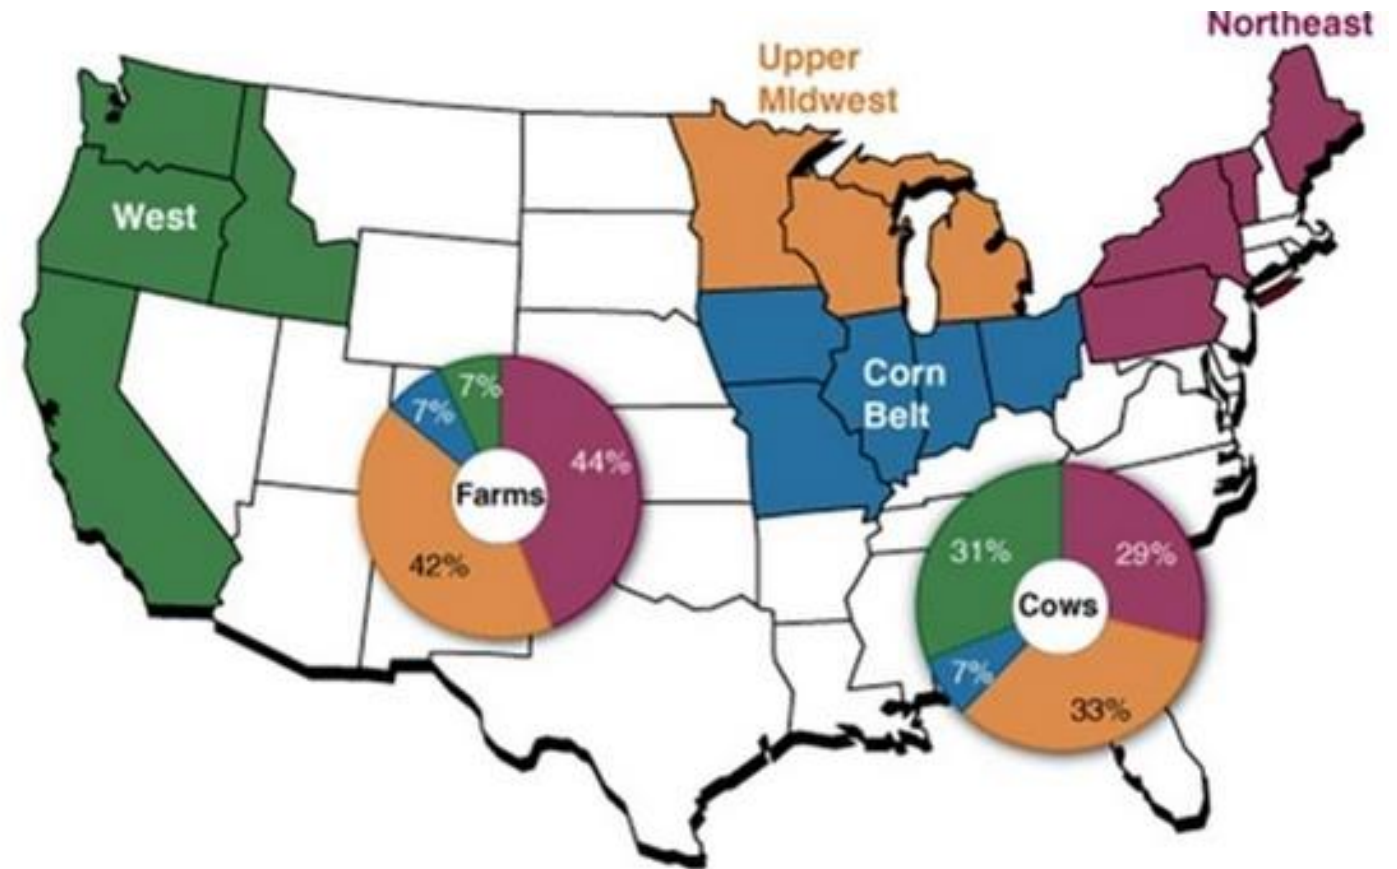 Northeast
Upper
MIdwest
West
Corn
Belt
7%
7%
44%
Farms
42%
31%
29%
Cows
7%
33%